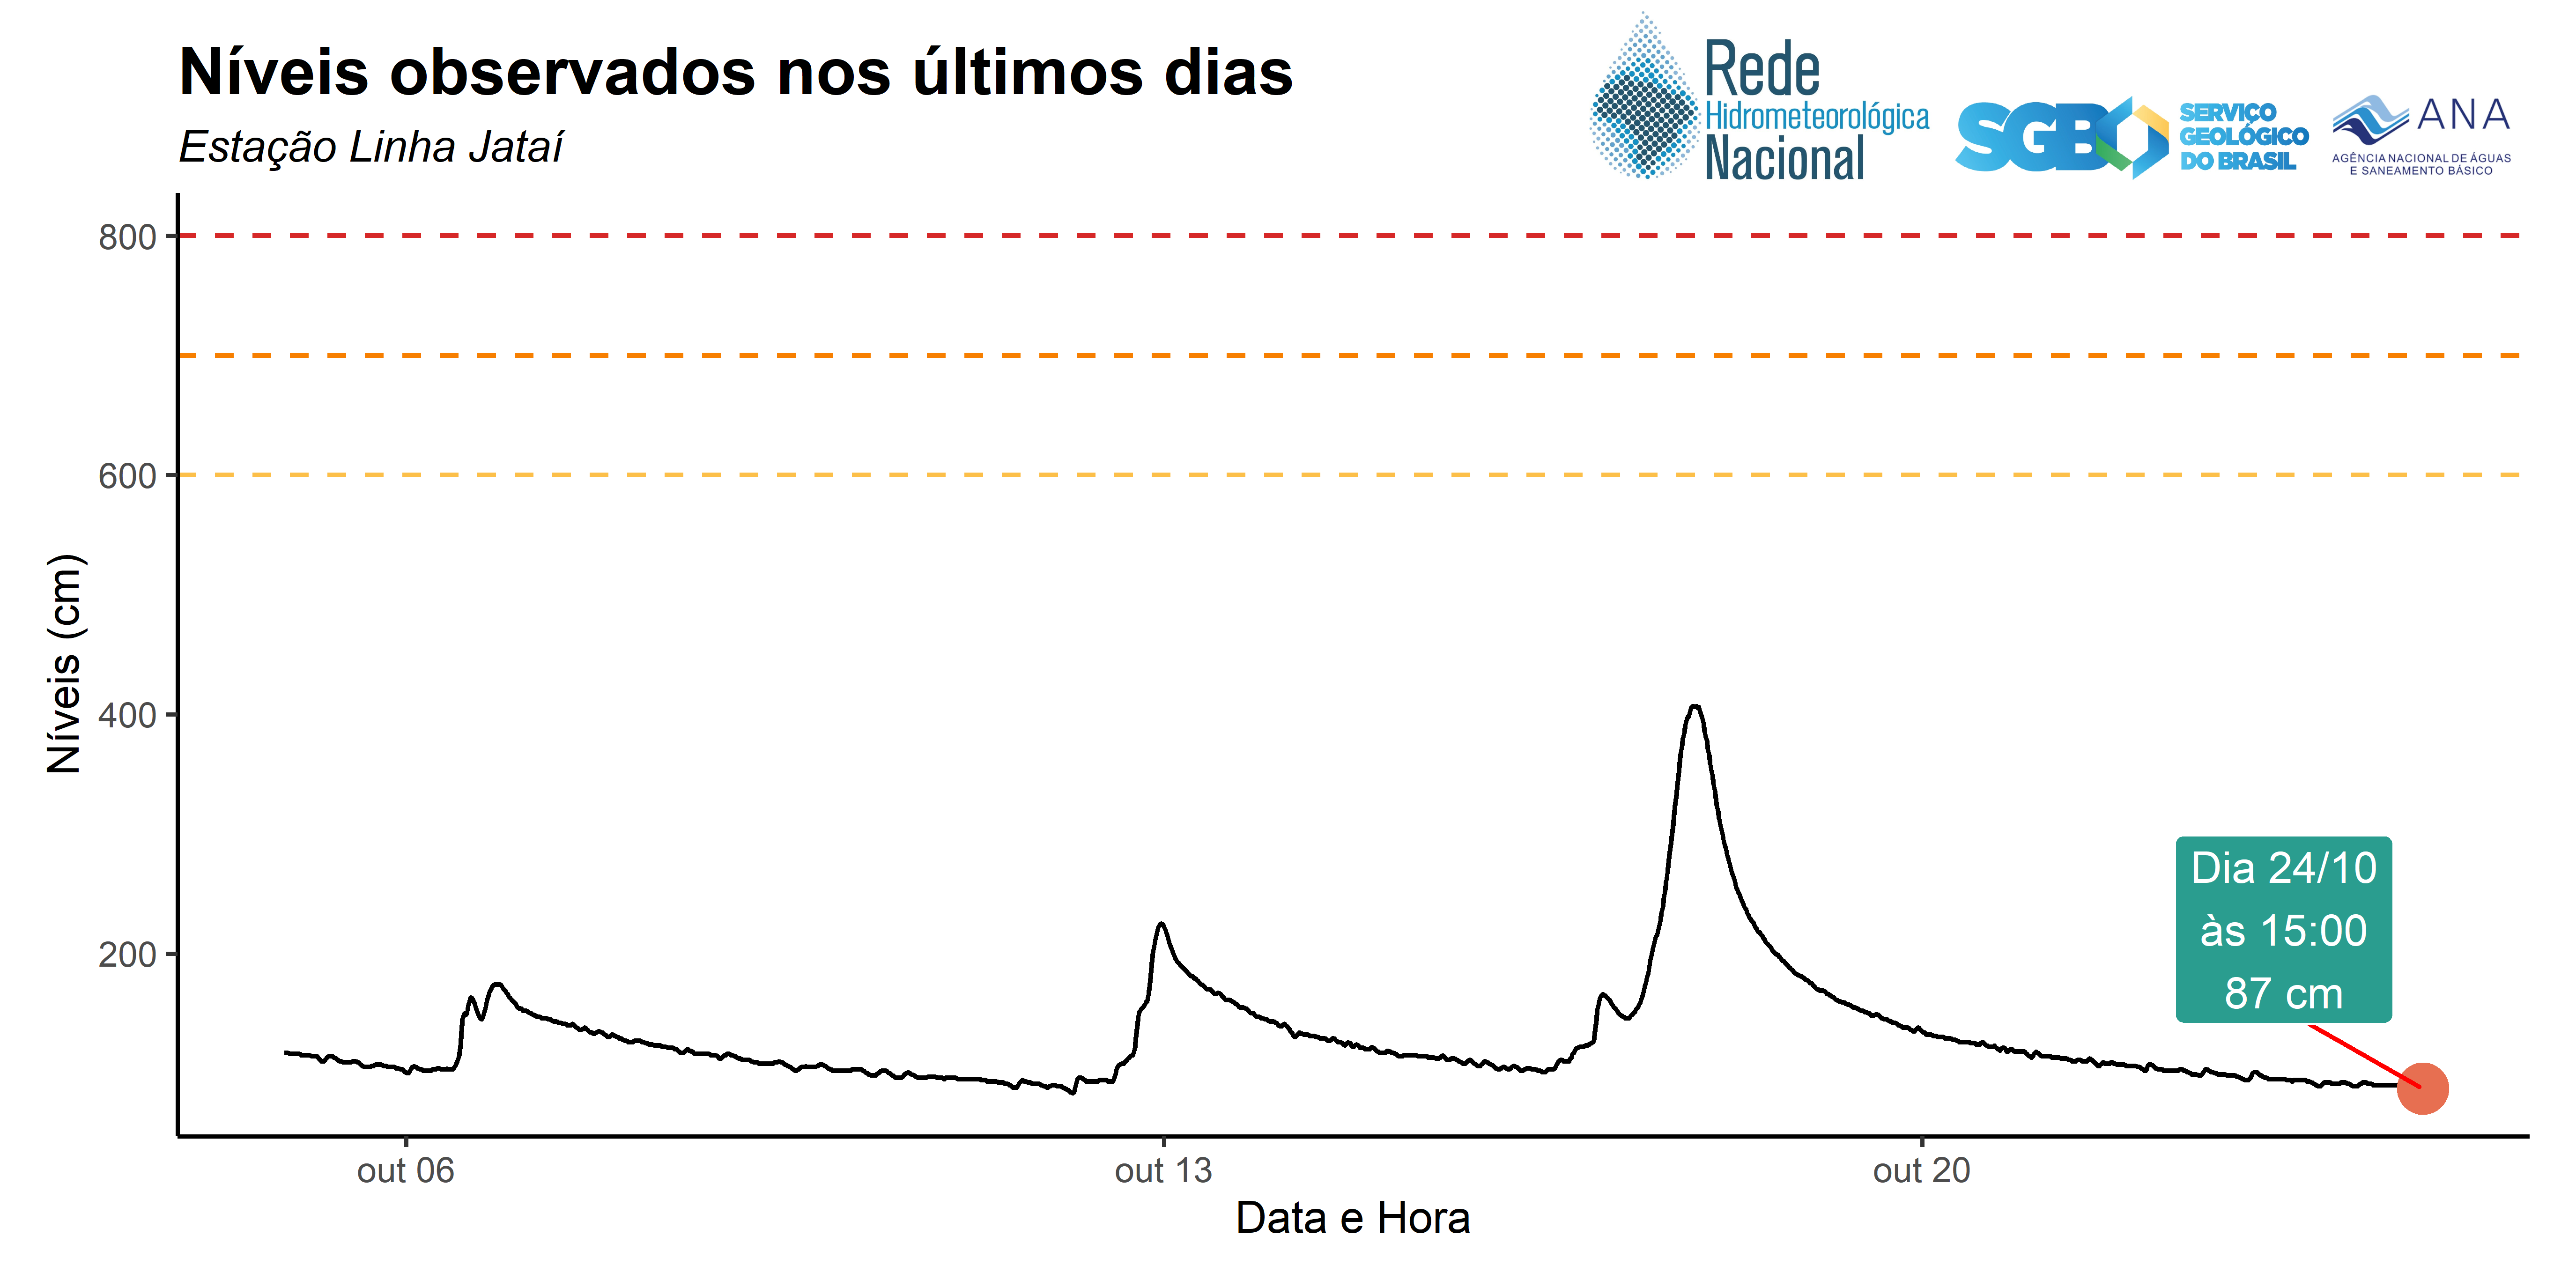 Níveis observados nos últimos dias
Estação Linha Jataí
Rede
Hidrometeorológica
Nacional
SGB
SERVIÇO
GEOLÓGICO
DO BRASIL
ANA
AGÊNCIA NACIONAL DE ÁGUAS
E SANEAMENTO BÁSICO
800
600
400
200
Níveis (cm)
Dia 24/10
às 15:00
87 cm
out 06
out 13
out 20
Data e Hora